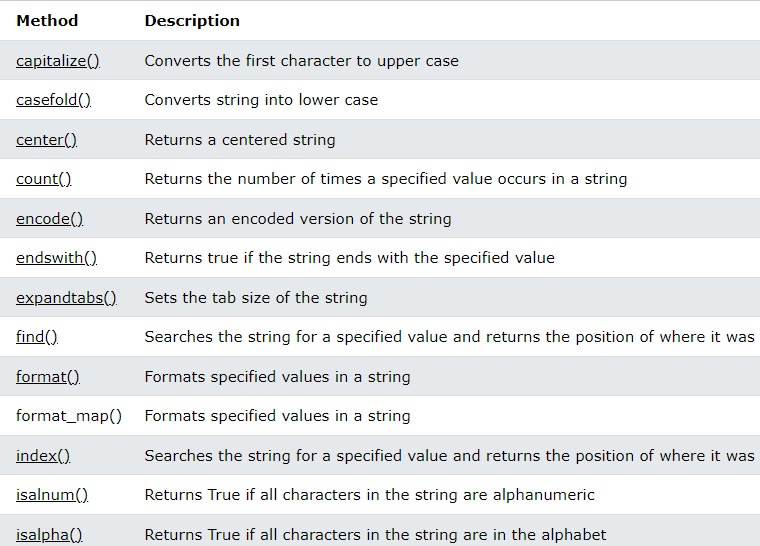 Method Description
capitalize() Converts the first character to upper case
casefold() Converts string into lower case
center() Returns a centered string
count() Returns the number of times a specified value occurs in a string
encode() Returns an encoded version of the string
endswith() Returns true if the string ends with the specified value
expandtabs() Sets the tab size of the string
find() Searches the string for a specified value and returns the position of where it was
format() Formats specified values in a string
format_map() Formats specified values in a string
index() Searches the string for a specified value and returns the position of where it was
isalnum() Returns True if all characters in the string are alphanumeric
isalpha() Returns True if all characters in the string are in the alphabet